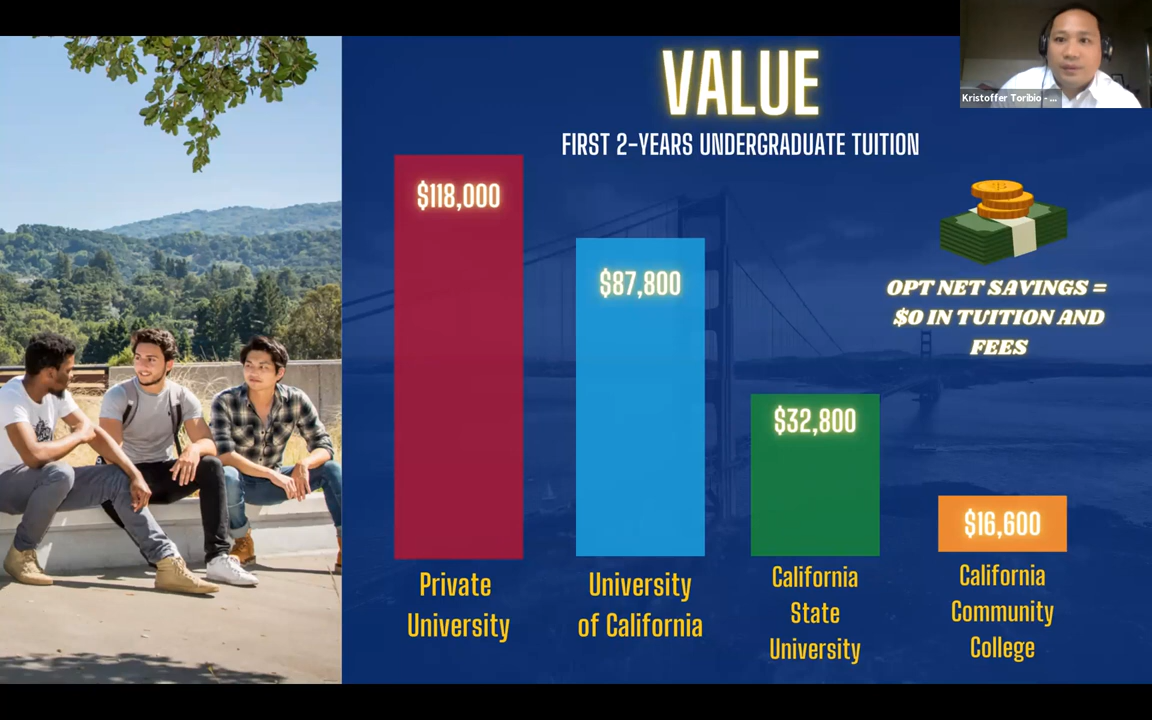 VALUE
FIRST 2-YEARS UNDERGRADUATE TUITION
Kristoffer Toribio - ...
$118,000
$87,800
$32,800
$16,600
OPT NET SAVINGS =
$0 IN TUITION AND
FEES
Private
University
University
of California
California
State
University
California
Community
College